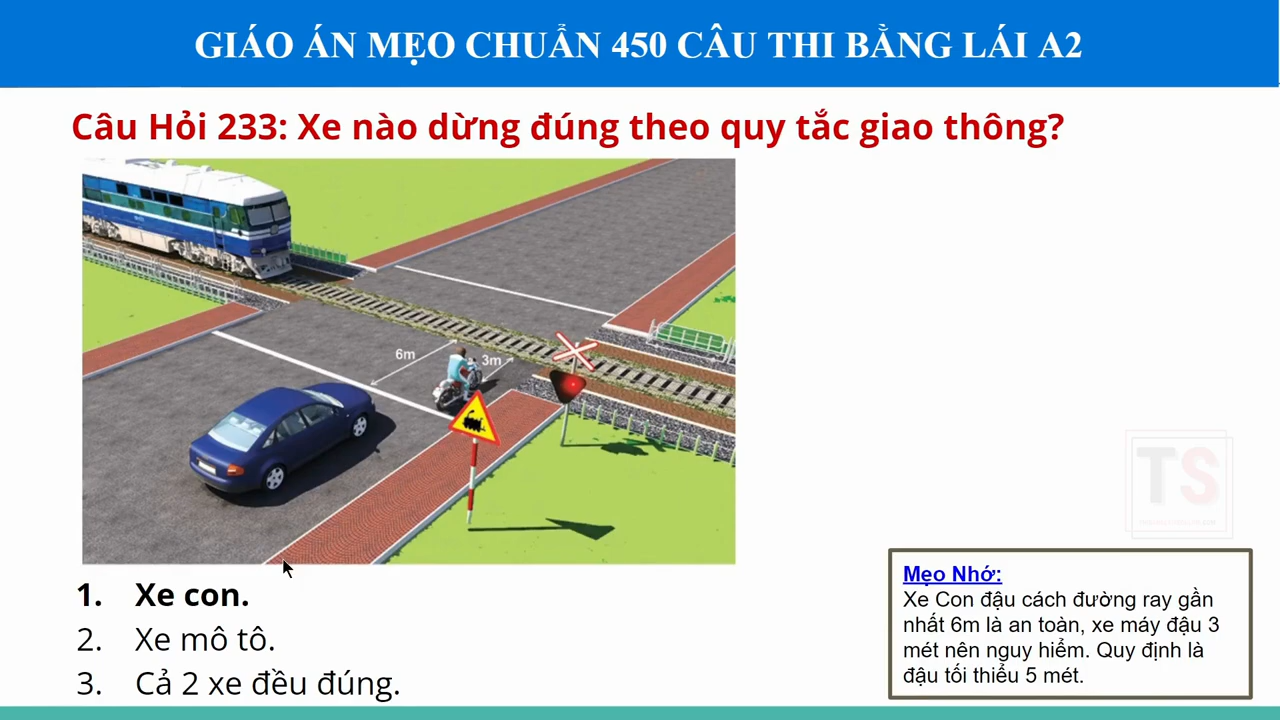 GIÁO ÁN MẸO CHUẨN 450 CÂU THI BẰNG LÁI A2
Câu Hỏi 233: Xe nào dừng đúng theo quy tắc giao thông?
6m
3m
TS
1. Xe con.
2. Xe mô tô.
3. Cả 2 xe đều đúng.
Mẹo Nhớ:
Xe Con đậu cách đường ray gần
nhất 6m là an toàn, xe máy đậu 3
mét nên nguy hiểm. Quy định là
đậu tối thiểu 5 mét.